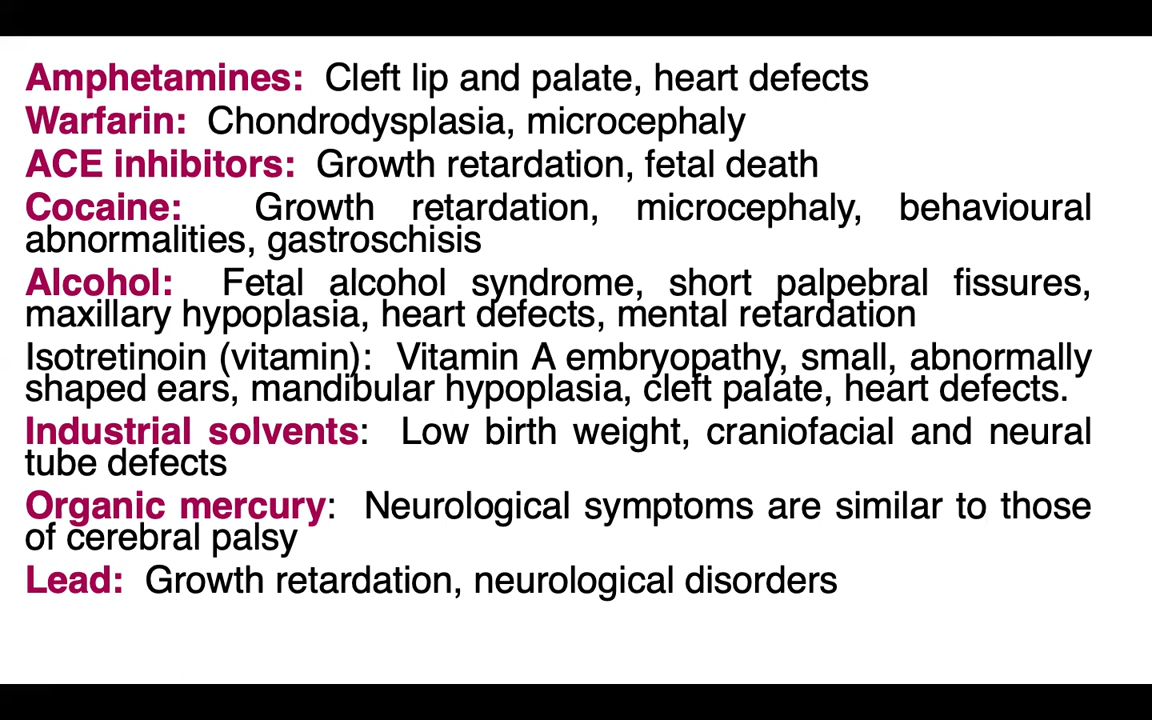 Amphetamines: Cleft lip and palate, heart defects
Warfarin: Chondrodysplasia, microcephaly
ACE inhibitors: Growth retardation, fetal death
Cocaine: Growth retardation, microcephaly, behavioural
abnormalities, gastroschisis
Alcohol: Fetal alcohol syndrome, short palpebral fissures,
maxillary hypoplasia, heart defects, mental retardation
Isotretinoin (vitamin): Vitamin A embryopathy, small, abnormally
shaped ears, mandibular hypoplasia, cleft palate, heart defects.
Industrial solvents: Low birth weight, craniofacial and neural
tube defects
Organic mercury: Neurological symptoms are similar to those
of cerebral palsy
Lead: Growth retardation, neurological disorders